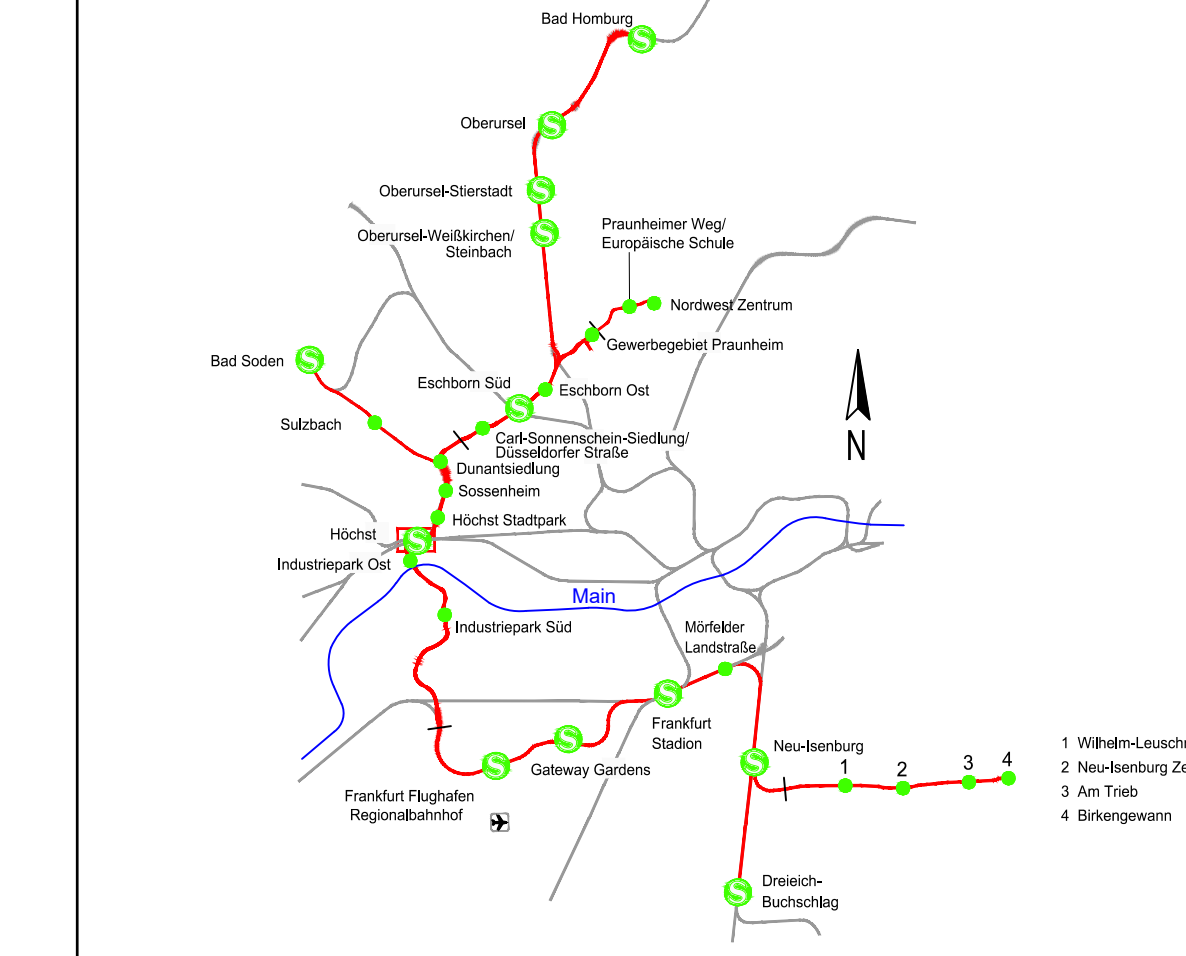 Bad Homburg
Oberursel
Oberursel-Stierstadt
Oberursel-Weißkirchen/
Steinbach
Praunheimer Weg/
Europäische Schule
Nordwest Zentrum
Gewerbegebiet Praunheim
Bad Soden
Eschborn Süd
Eschborn Ost
Sulzbach
Carl-Sonnenschein-Siedlung/
Düsseldorfer Straße
Dunantsiedlung
Sossenheim
Höchst Stadtpark
Höchst
Industriepark Ost
N
Main
Industriepark Süd
Mörfelder
Landstraße
Frankfurt
Stadion
Gateway Gardens
Frankfurt Flughafen
Regionalbahnhof
Neu-Isenburg
1 2 3 4
Dreieich-
Buchschlag
1 Wilhelm-Leusch
2 Neu-Isenburg
3 Am Trieb
4 Birkengewann
S
S
S
S
S
S
S
S
S
S
S
S